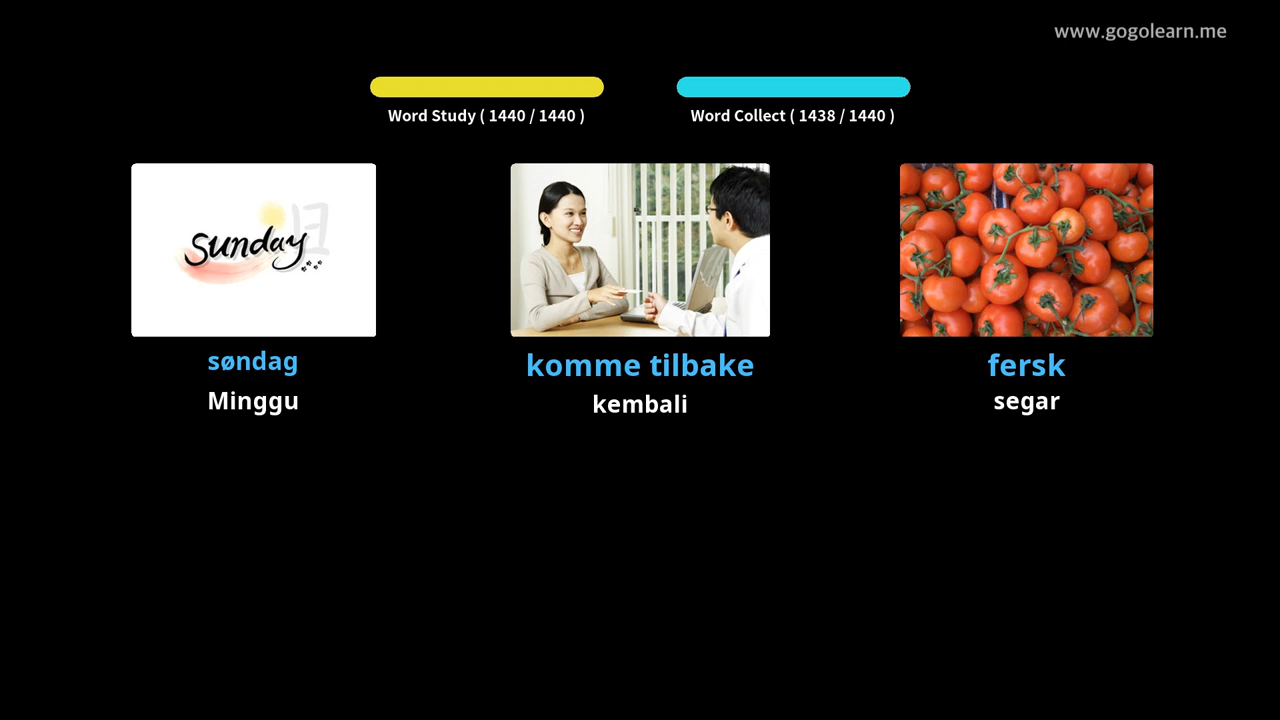 www.gogolearn.me
Word Study ( 1440 / 1440 )
Word Collect ( 1438 / 1440 )
Sunday
日
søndag
komme tilbake
fersk
Minggu
kembali
segar